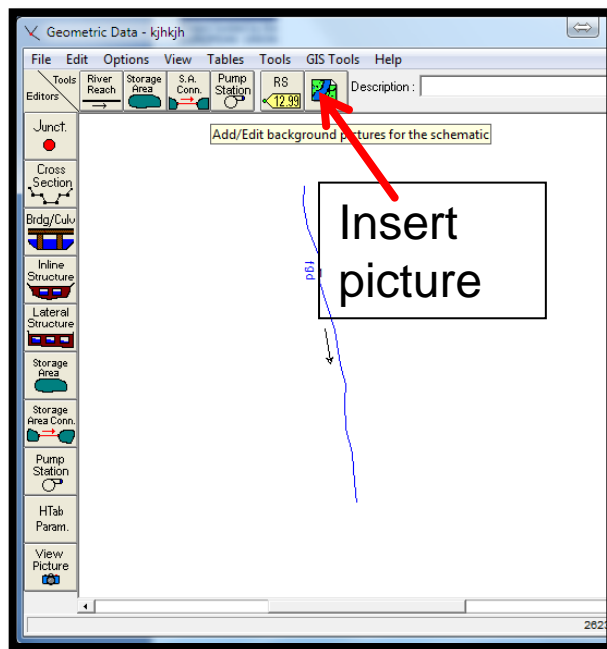 Geometric Data - kjhkjh
File Edit Options View Tables Tools GIS Tools Help
Tools
Editors
River
Reach
Storage
Area
S.A.
Conn.
Pump
Station
RS
12.99
Description :
Add/Edit background pictures for the schematic
Junct.
Cross
Section
Brdg/Culv
Inline
Structure
Lateral
Structure
Storage
Area
Storage
Area Conn.
Pump
Station
HTab
Param.
View
Picture
Insert
picture
fgd